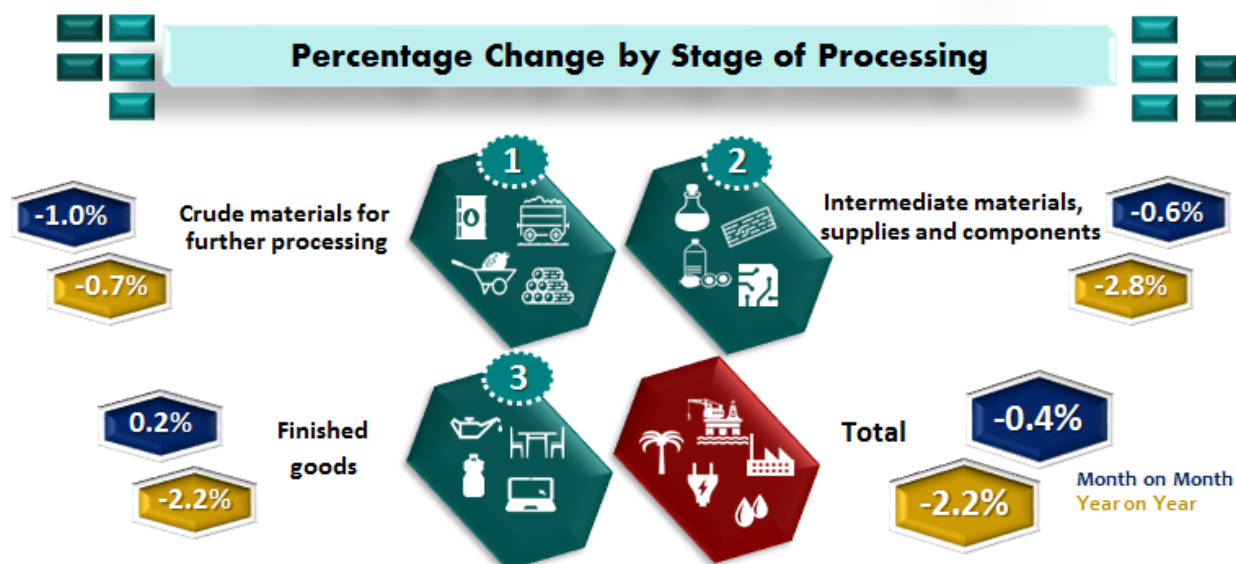 Percentage Change by Stage of Processing
1
-1.0%
-0.7%
Crude materials for
further processing
2
Intermediate materials,
supplies and components
-0.6%
-2.8%
3
0.2%
-2.2%
Finished
goods
Total
-0.4%
-2.2%
Month on Month
Year on Year